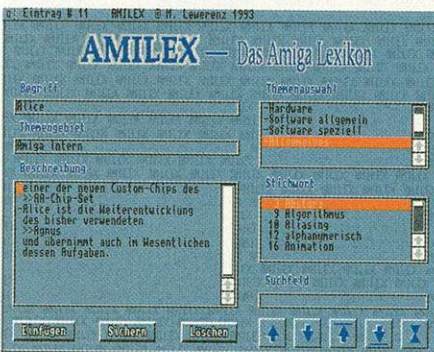 Eintrag # 11 AMILEX © M. Lewerenz 1993
AMILEX — Das Amiga Lexikon
Begriff
Alice
Themengebiet
Amiga Intern
Beschreibung
einer der neuen Custom-Chips des
>>AA-Chip-Set
-Alice ist die Weiterentwicklung
des bisher verwendeten
>>Agnus
und übernimmt auch im Wesentlichen
dessen Aufgaben.
Themenauswahl
-Hardware
-Software allgemein
-Software speziell
-Allgemeines
Stichwort
9 Algorithmus
10 Aliasing
12 alphanumerisch
16 Animation
Suchfeld
Einfügen
Sichern
Löschen